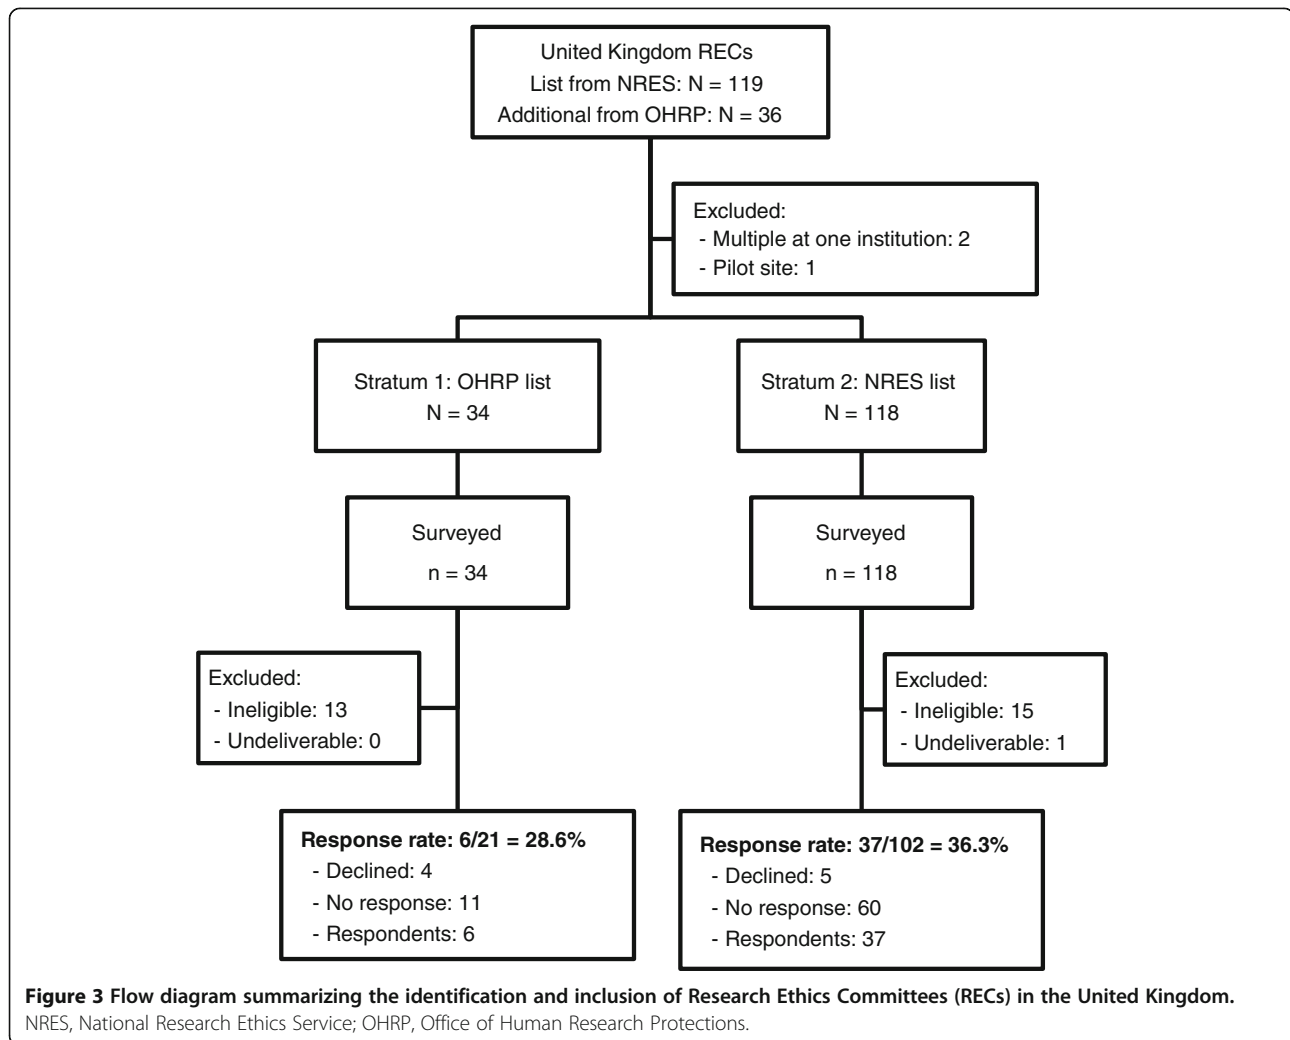 United Kingdom RECs
List from NRES: N = 119
Additional from OHRP: N = 36
Excluded:
- Multiple at one institution: 2
- Pilot site: 1
Stratum 1: OHRP list
N = 34
Stratum 2: NRES list
N = 118
Surveyed
n = 34
Surveyed
n = 118
Excluded:
- Ineligible: 13
- Undeliverable: 0
Excluded:
- Ineligible: 15
- Undeliverable: 1
Response rate: 6/21 = 28.6%
- Declined: 4
- No response: 11
- Respondents: 6
Response rate: 37/102 = 36.3%
- Declined: 5
- No response: 60
- Respondents: 37
Figure 3 Flow diagram summarizing the identification and inclusion of Research Ethics Committees (RECs) in the United Kingdom.
NRES, National Research Ethics Service; OHRP, Office of Human Research Protections.